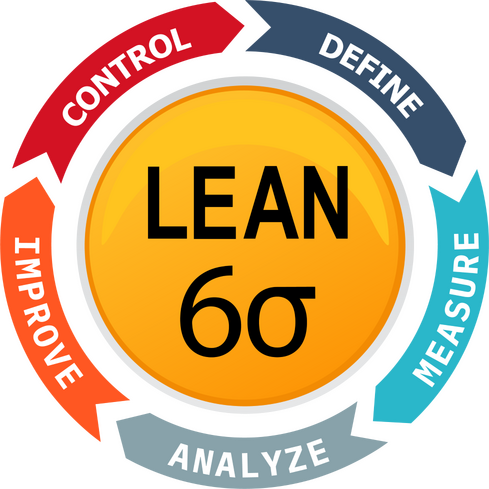 LEAN
6σ
DEFINE
MEASURE
ANALYZE
IMPROVE
CONTROL